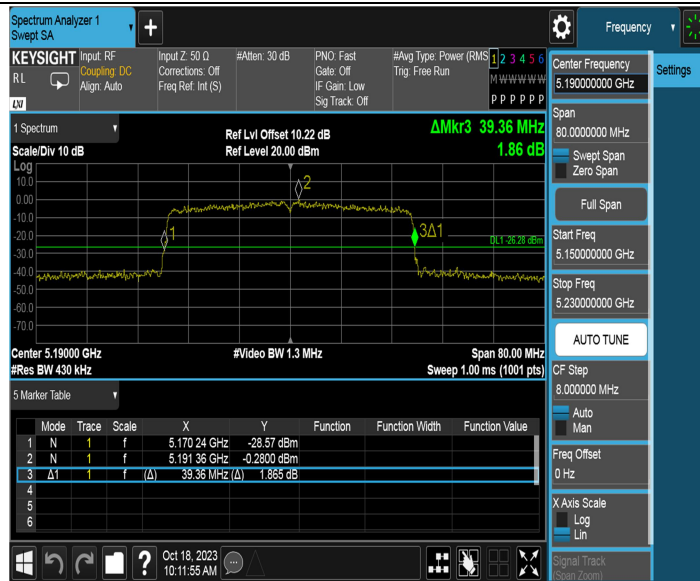 Spectrum Analyzer 1
Swept SA
Frequency
KEYSIGHT
RL
LXI
Input: RF
Coupling: DC
Align: Auto
Input Z: 50 Ω
Corrections: Off
Freq Ref: Int (S)
#Atten: 30 dB
PNO: Fast
Gate: Off
IF Gain: Low
Sig Track: Off
#Avg Type: Power (RMS
Trig: Free Run
1 2 3 4 5 6
M W W W W W
P P P P P P
1 Spectrum
Scale/Div 10 dB
Ref Lvl Offset 10.22 dB
Ref Level 20.00 dBm
ΔMkr3 39.36 MHz
1.86 dB
Log
10.0
0.00
-10.0
-20.0
-30.0
-40.0
-50.0
-60.0
-70.0
1
2
3Δ1
DL1 -26.28 dBm
Center 5.19000 GHz
#Res BW 430 kHz
#Video BW 1.3 MHz
Span 80.00 MHz
Sweep 1.00 ms (1001 pts)
5 Marker Table
Mode Trace Scale X Y Function Function Width Function Value
1 N 1 f 5.170 24 GHz -28.57 dBm
2 N 1 f 5.191 36 GHz -0.2800 dBm
3 Δ1 1 f (Δ) 39.36 MHz (Δ) 1.865 dB
4
5
6
Oct 18, 2023
10:11:55 AM
?
Center Frequency
5.190000000 GHz
Settings
Span
80.0000000 MHz
Swept Span
Zero Span
Full Span
Start Freq
5.150000000 GHz
Stop Freq
5.230000000 GHz
AUTO TUNE
CF Step
8.000000 MHz
Auto
Man
Freq Offset
0 Hz
X Axis Scale
Log
Lin
Signal Track
(Span Zoom)